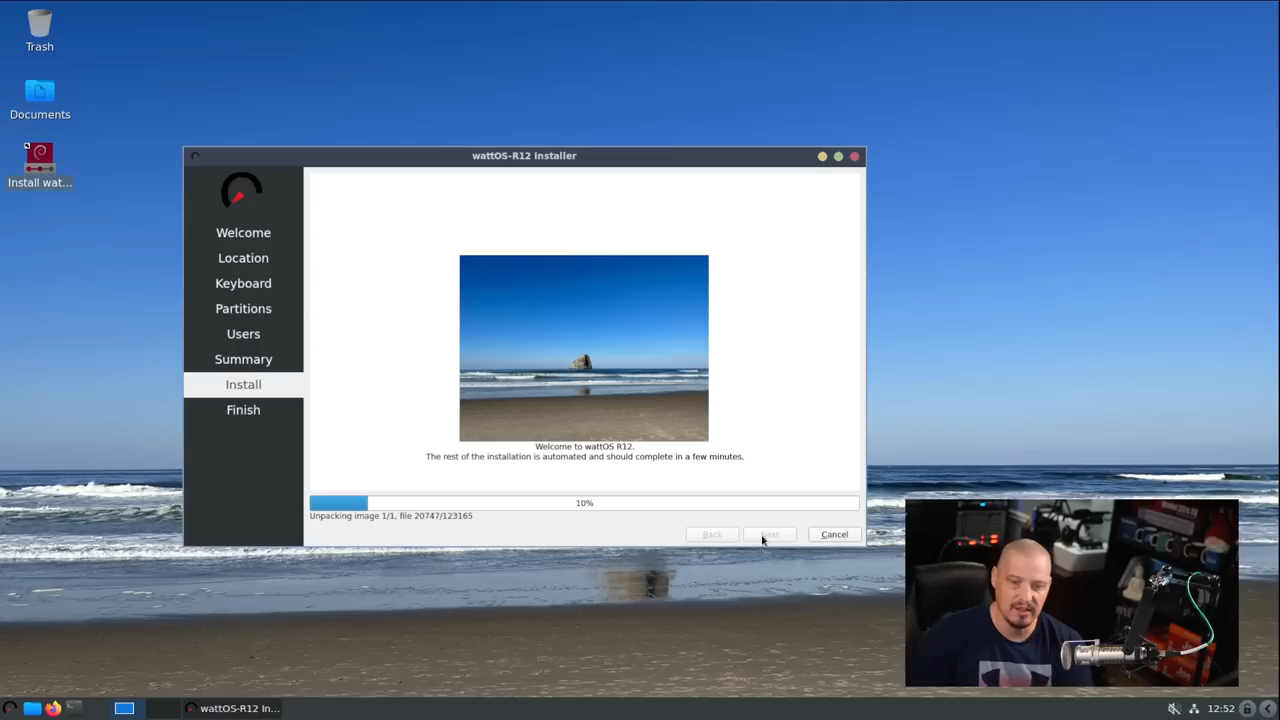 Trash
Documents
Install wat...
wattOS-R12 Installer
Welcome
Location
Keyboard
Partitions
Users
Summary
Install
Finish
Welcome to wattOS R12.
The rest of the installation is automated and should complete in a few minutes.
10%
Unpacking image 1/1, file 20747/123165
Back
Next
Cancel
wattOS-R12 In...
12:52